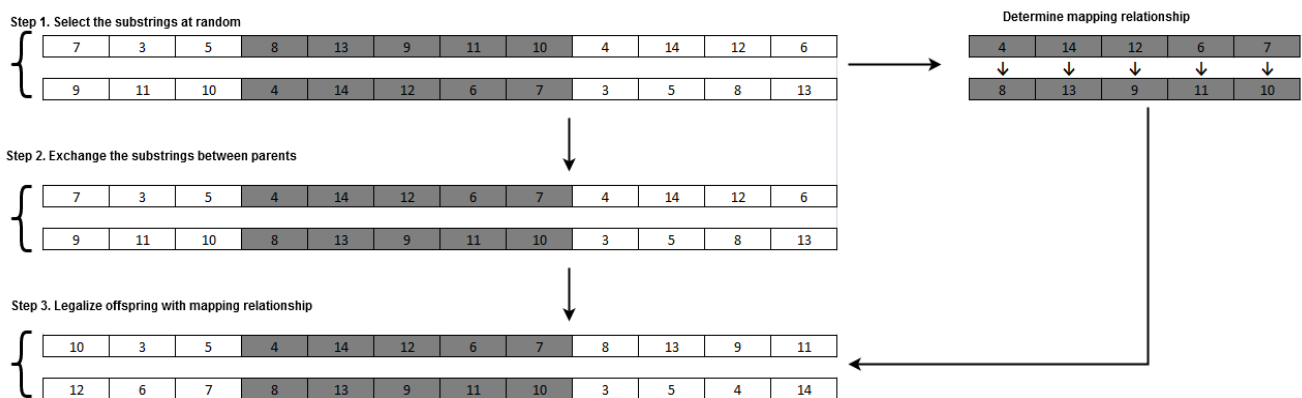 Step 1. Select the substrings at random
7 3 5 8 13 9 11 10 4 14 12 6
9 11 10 4 14 12 6 7 3 5 8 13
Determine mapping relationship
4 14 12 6 7
8 13 9 11 10
Step 2. Exchange the substrings between parents
7 3 5 4 14 12 6 7 4 14 12 6
9 11 10 8 13 9 11 10 3 5 8 13
Step 3. Legalize offspring with mapping relationship
10 3 5 4 14 12 6 7 8 13 9 11
12 6 7 8 13 9 11 10 3 5 4 14